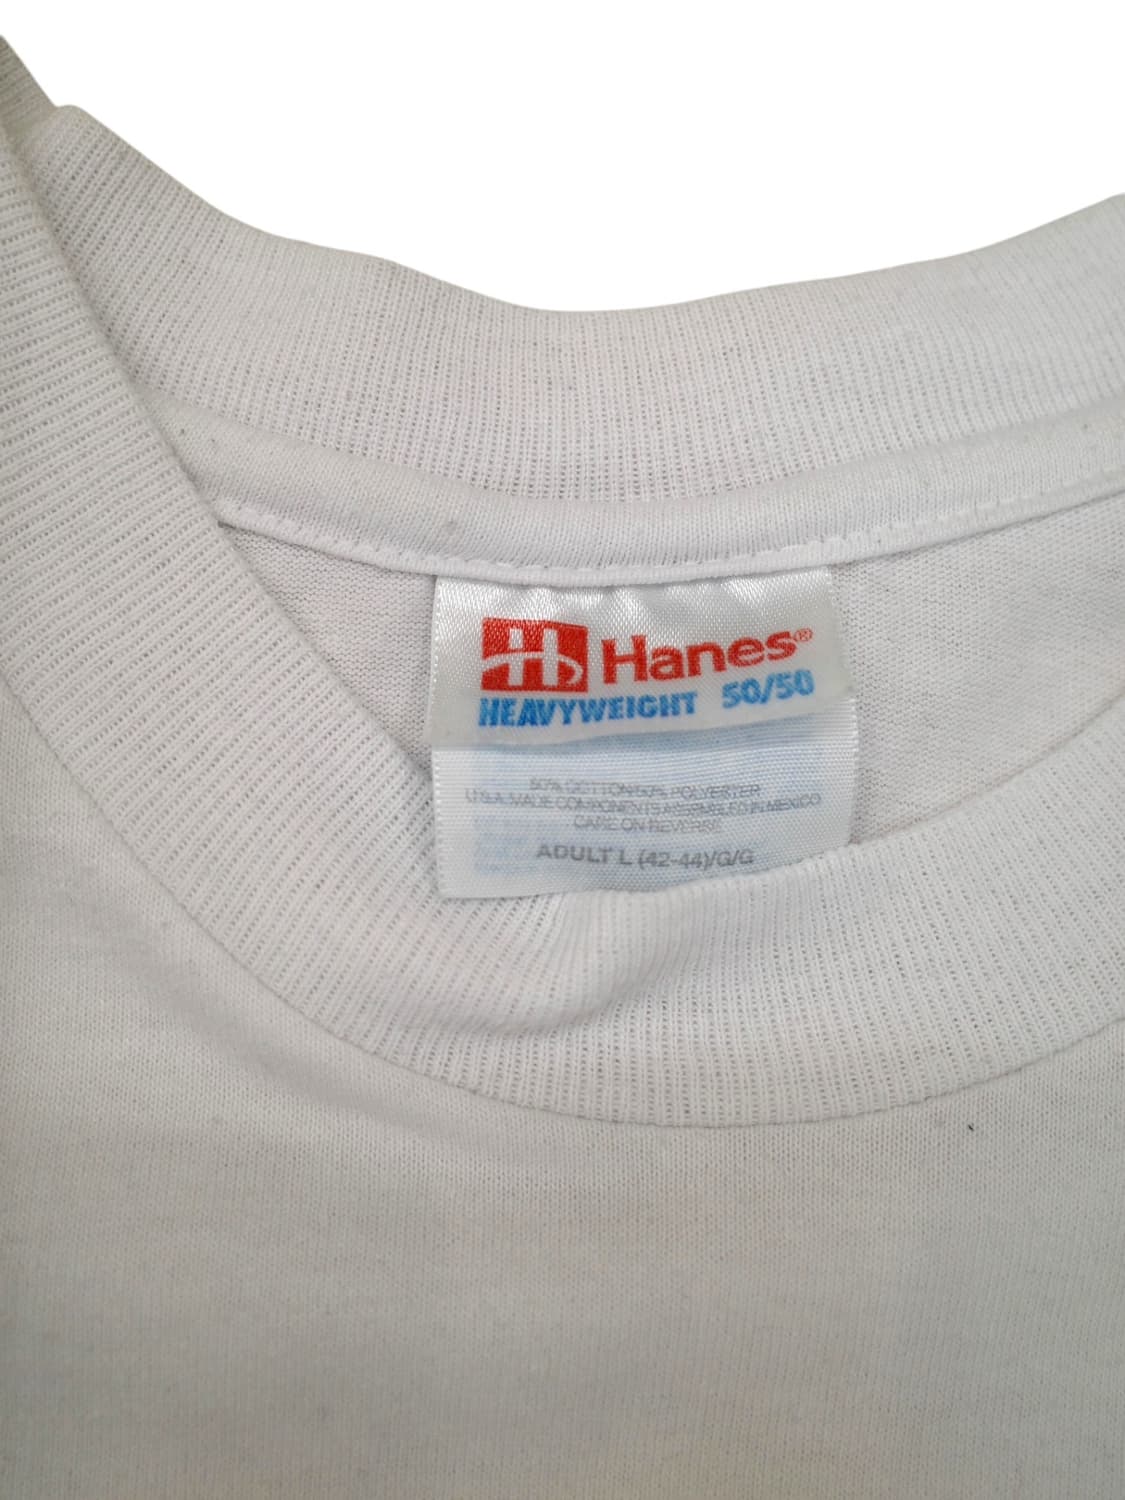 H Hanes®
HEAVYWEIGHT 50/50
50% COTTON/50% POLYESTER
U.S.A. MADE COMPONENTS ASSEMBLED IN MEXICO
CARE ON REVERSE
ADULT L (42-44)/G/G